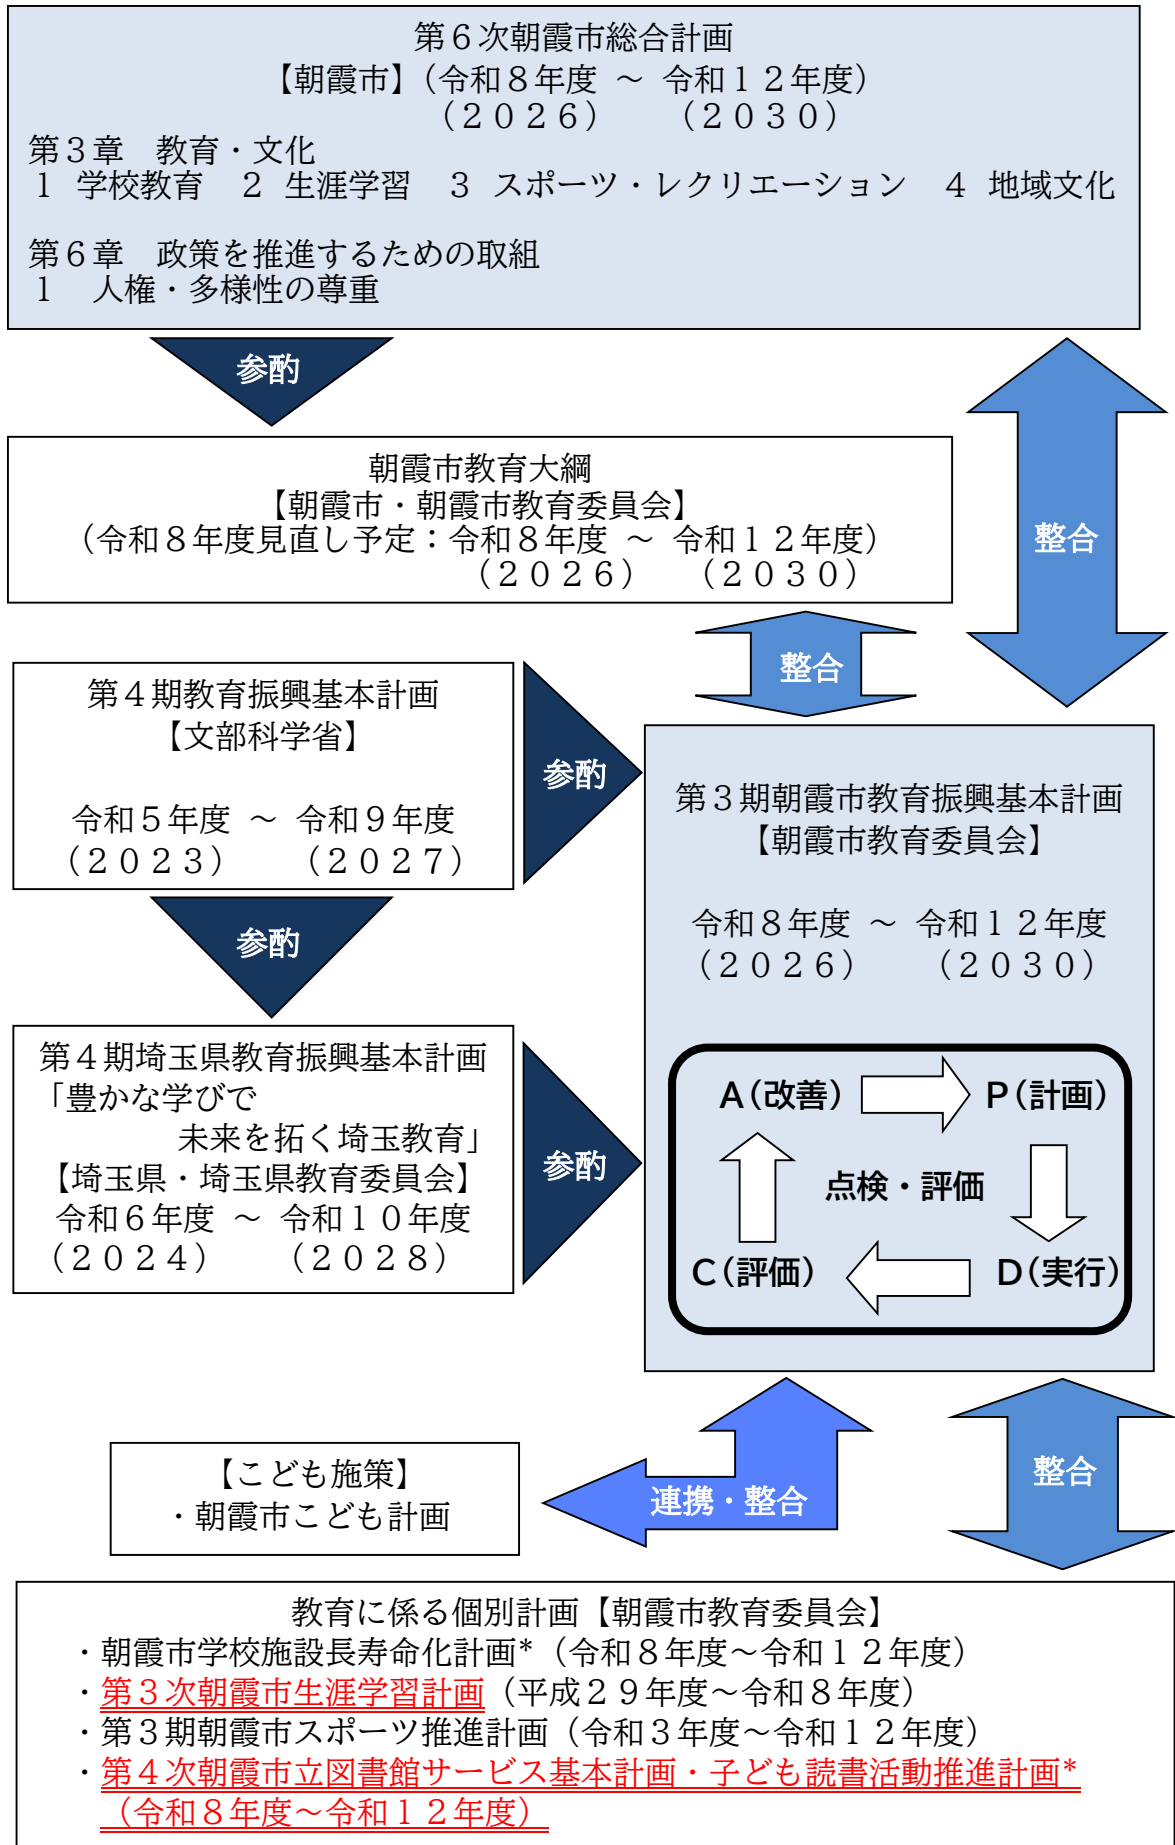 第６次朝霞市総合計画
【朝霞市】（令和８年度 ～ 令和１２年度）
（２０２６） （２０３０）
第３章 教育・文化
１ 学校教育 ２ 生涯学習 ３ スポーツ・レクリエーション ４ 地域文化
第６章 政策を推進するための取組
１ 人権・多様性の尊重
参酌
整合
朝霞市教育大綱
【朝霞市・朝霞市教育委員会】
（令和８年度見直し予定：令和８年度 ～ 令和１２年度）
（２０２６） （２０３０）
整合
第４期教育振興基本計画
【文部科学省】
令和５年度 ～ 令和９年度
（２０２３） （２０２７）
参酌
参酌
第３期朝霞市教育振興基本計画
【朝霞市教育委員会】
令和８年度 ～ 令和１２年度
（２０２６） （２０３０）
A（改善） P（計画）
点検・評価
C（評価） D（実行）
第４期埼玉県教育振興基本計画
「豊かな学びで
未来を拓く埼玉教育」
【埼玉県・埼玉県教育委員会】
令和６年度 ～ 令和１０年度
（２０２４） （２０２８）
参酌
【こども施策】
・朝霞市こども計画
連携・整合
整合
教育に係る個別計画【朝霞市教育委員会】
・朝霞市学校施設長寿命化計画*（令和８年度～令和１２年度）
・第３次朝霞市生涯学習計画（平成２９年度～令和８年度）
・第３期朝霞市スポーツ推進計画（令和３年度～令和１２年度）
・第４次朝霞市立図書館サービス基本計画・子ども読書活動推進計画*
（令和８年度～令和１２年度）